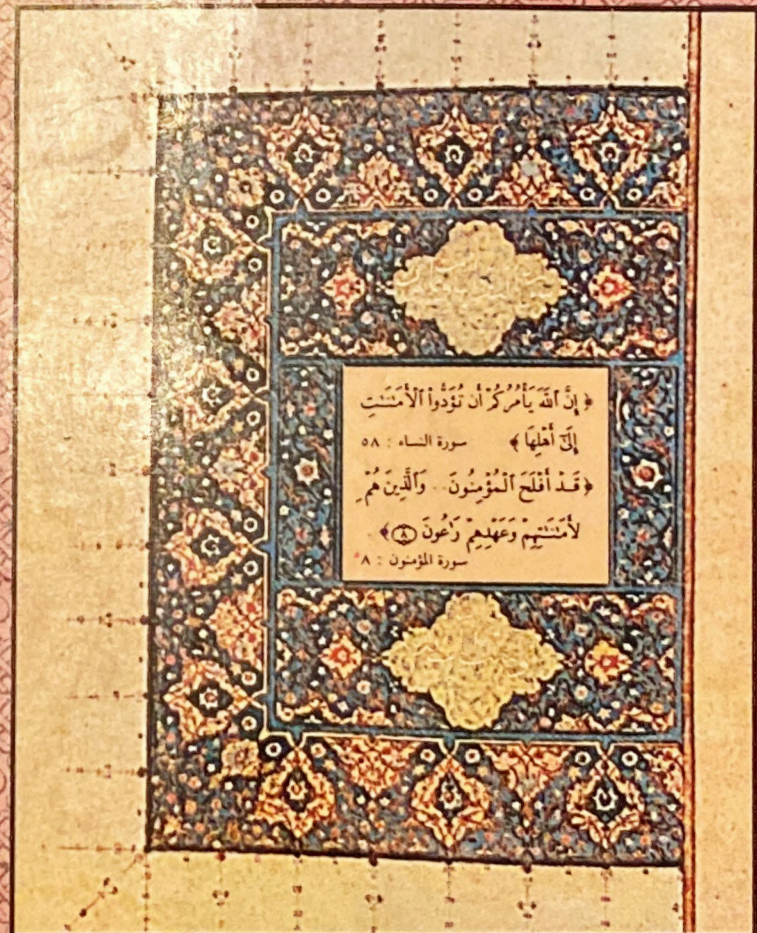 ﴿ إِنَّ ٱللَّهَ يَأْمُرُكُمْ أَن تُؤَدُّواْ ٱلْأَمَـٰنَـٰتِ
إِلَىٰٓ أَهْلِهَا ﴾ سورة النساء : ٥٨
﴿ قَدْ أَفْلَحَ ٱلْمُؤْمِنُونَ .. وَٱلَّذِينَ هُمْ
لِأَمَـٰنَـٰتِهِمْ وَعَهْدِهِمْ رَٰعُونَ ٨ ﴾
سورة المؤمنون : ٨